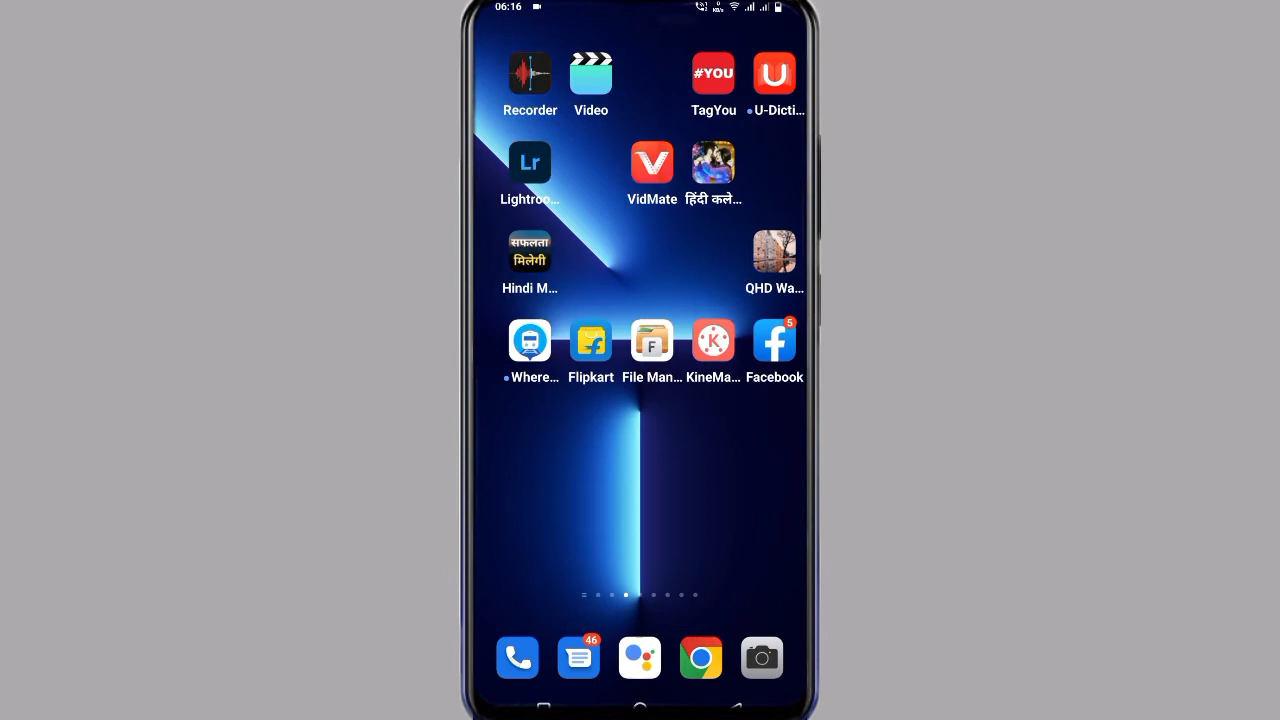 06:16
#YOU
Recorder Video TagYou U-Dicti...
Lr
Lightroo... VidMate हिंदी कले...
सफलता
मिलेगी
Hindi M... QHD Wa...
5
F K
Where... Flipkart File Man... KineMa... Facebook
46